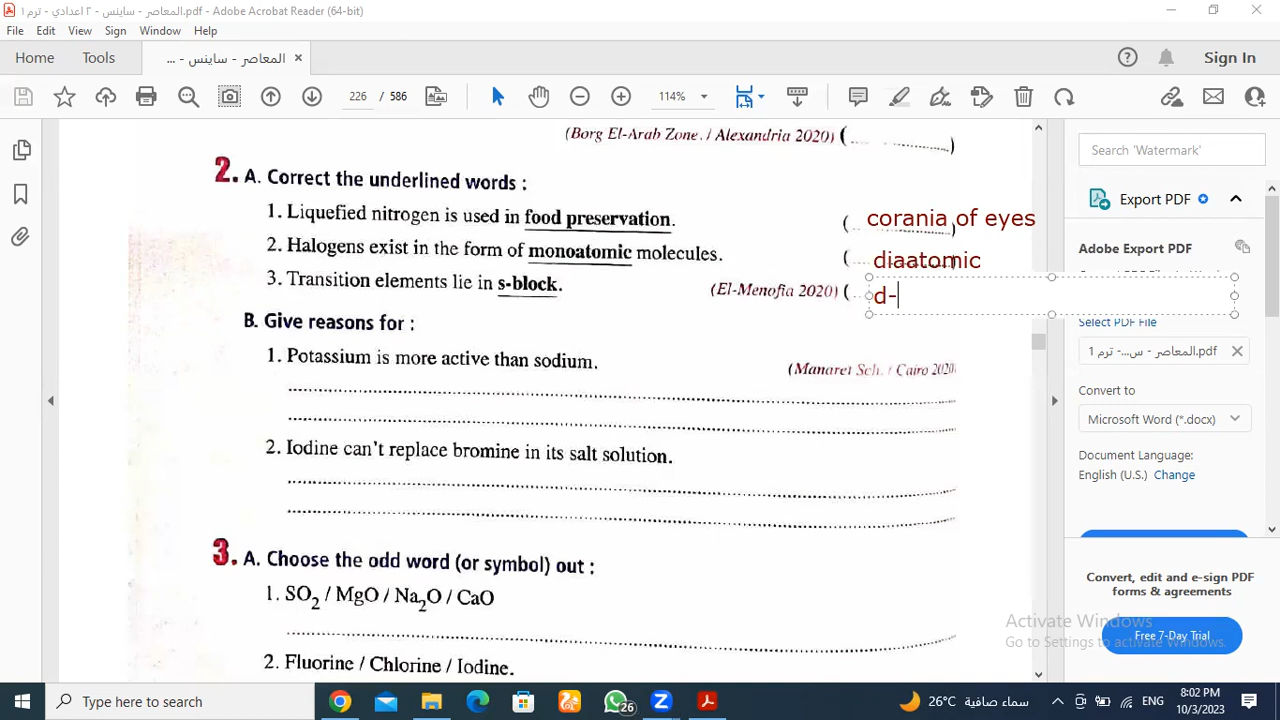 المعاصر - ساينس - ٢ اعدادي - ترم ١.pdf - Adobe Acrobat Reader (64-bit)
File Edit View Sign Window Help
Home Tools المعاصر - ساينس - ... × Sign In
226 / 586 114%
(Borg El-Arab Zone. / Alexandria 2020) (.............)
2. A. Correct the underlined words :
1. Liquefied nitrogen is used in food preservation. (.............) corania of eyes
2. Halogens exist in the form of monoatomic molecules. (.............) diaatomic
3. Transition elements lie in s-block. (El-Menofia 2020) (... d-
B. Give reasons for :
1. Potassium is more active than sodium. (Manaret Sch. / Cairo 2020
2. Iodine can't replace bromine in its salt solution.
3. A. Choose the odd word (or symbol) out :
1. SO2 / MgO / Na2O / CaO
2. Fluorine / Chlorine / Iodine.
Search 'Watermark'
Export PDF
Adobe Export PDF
Select PDF File
المعاصر - س...- ترم 1.pdf
Convert to
Microsoft Word (*.docx)
Document Language:
English (U.S.) Change
Convert, edit and e-sign PDF
forms & agreements
Free 7-Day Trial
Activate Windows
Go to Settings to activate Windows.
Type here to search 26 26°C سماء صافية ENG 8:02 PM
10/3/2023